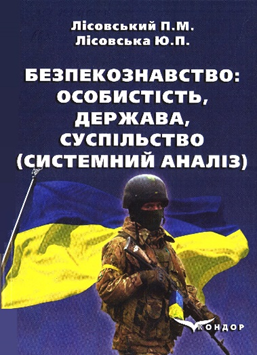 Лісовський П.М.
Лісовська Ю.П.
БЕЗПЕКОЗНАВСТВО:
ОСОБИСТІСТЬ,
ДЕРЖАВА,
СУСПІЛЬСТВО
(СИСТЕМНИЙ АНАЛІЗ)
КОНДОР